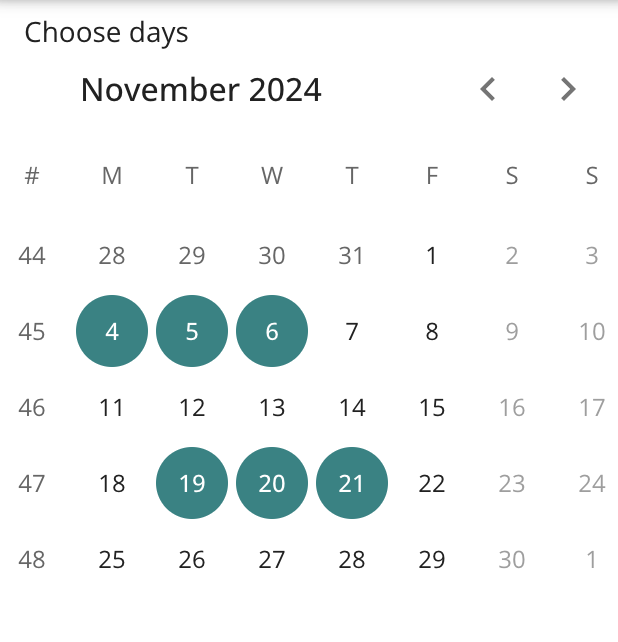 Choose days
November 2024
# M T W T F S S
44 28 29 30 31 1 2 3
45 4 5 6 7 8 9 10
46 11 12 13 14 15 16 17
47 18 19 20 21 22 23 24
48 25 26 27 28 29 30 1